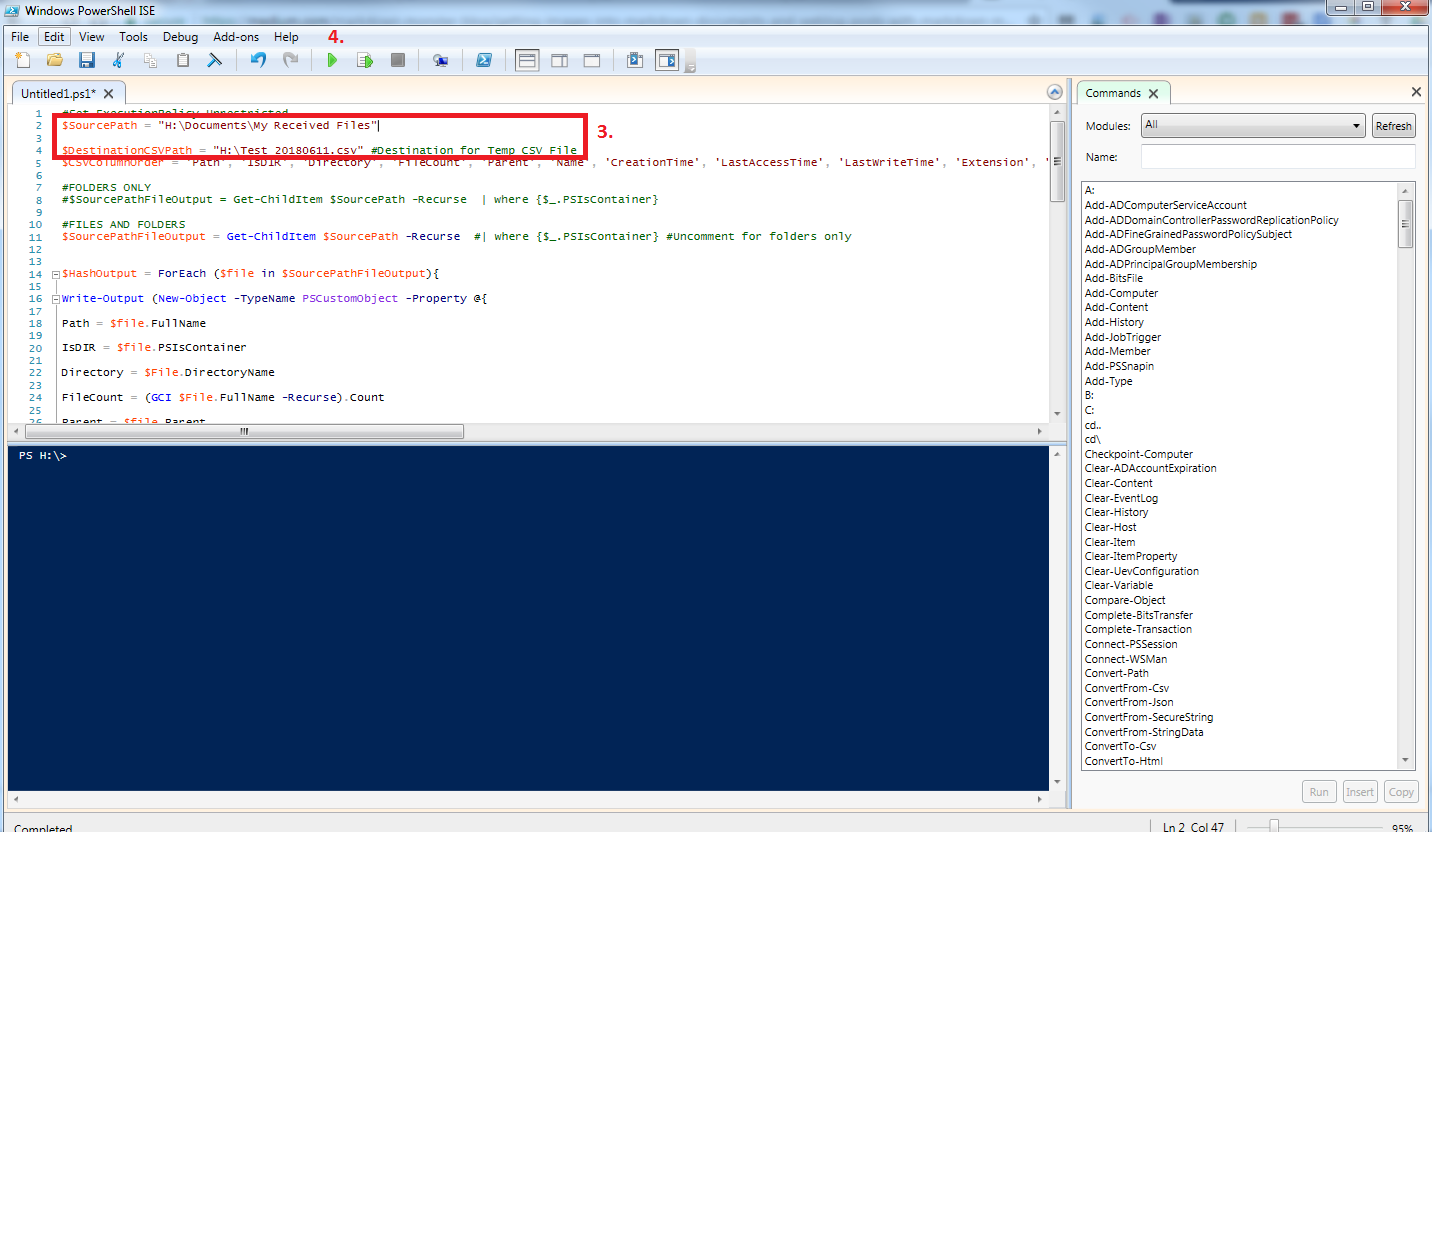 Windows PowerShell ISE
File Edit View Tools Debug Add-ons Help
4.
Untitled1.ps1*
1 #Set-ExecutionPolicy Unrestricted
2 $SourcePath = "H:\Documents\My Received Files"
3
3.
4 $DestinationCSVPath = "H:\Test 20180611.csv" #Destination for Temp CSV File
5 $CSVColumnOrder = 'Path', 'IsDIR', 'Directory', 'FileCount', 'Parent', 'Name', 'CreationTime', 'LastAccessTime', 'LastWriteTime', 'Extension', '
6
7 #FOLDERS ONLY
8 #$SourcePathFileOutput = Get-ChildItem $SourcePath -Recurse | where {$_.PSIsContainer}
9
10 #FILES AND FOLDERS
11 $SourcePathFileOutput = Get-ChildItem $SourcePath -Recurse #| where {$_.PSIsContainer} #Uncomment for folders only
12
13
14 $HashOutput = ForEach ($file in $SourcePathFileOutput){
15
16 Write-Output (New-Object -TypeName PSCustomObject -Property @{
17
18 Path = $file.FullName
19
20 IsDIR = $file.PSIsContainer
21
22 Directory = $File.DirectoryName
23
24 FileCount = (GCI $File.FullName -Recurse).Count
25
26 Parent = $file.Parent
PS H:\>
Completed
Ln 2 Col 47
95%
Commands
Modules: All Refresh
Name:
A:
Add-ADComputerServiceAccount
Add-ADDomainControllerPasswordReplicationPolicy
Add-ADFineGrainedPasswordPolicySubject
Add-ADGroupMember
Add-ADPrincipalGroupMembership
Add-BitsFile
Add-Computer
Add-Content
Add-History
Add-JobTrigger
Add-Member
Add-PSSnapin
Add-Type
B:
C:
cd..
cd\
Checkpoint-Computer
Clear-ADAccountExpiration
Clear-Content
Clear-EventLog
Clear-History
Clear-Host
Clear-Item
Clear-ItemProperty
Clear-UevConfiguration
Clear-Variable
Compare-Object
Complete-BitsTransfer
Complete-Transaction
Connect-PSSession
Connect-WSMan
Convert-Path
ConvertFrom-Csv
ConvertFrom-Json
ConvertFrom-SecureString
ConvertFrom-StringData
ConvertTo-Csv
ConvertTo-Html
Run Insert Copy